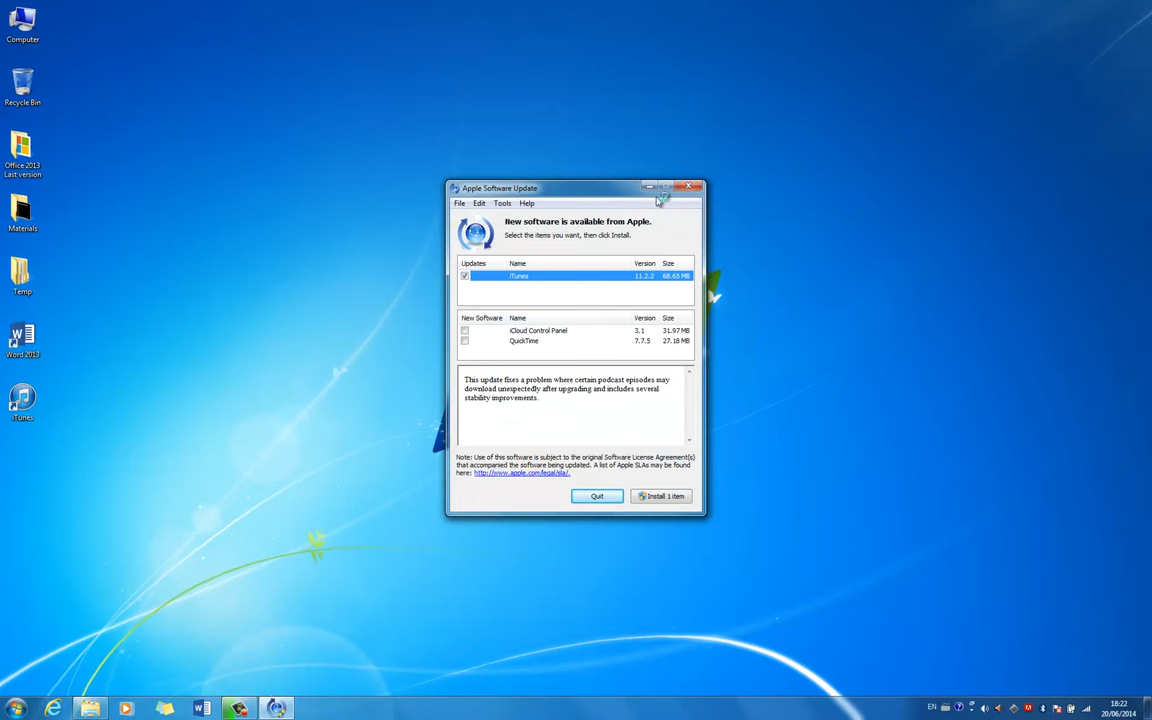 Computer
Recycle Bin
Office 2013
Last version
Materials
Temp
Word 2013
iTunes
Apple Software Update
File Edit Tools Help
New software is available from Apple.
Select the items you want, then click Install.
Updates Name Version Size
iTunes 11.2.2 68.65 MB
New Software Name Version Size
iCloud Control Panel 3.1 31.97 MB
QuickTime 7.7.5 27.18 MB
This update fixes a problem where certain podcast episodes may
download unexpectedly after upgrading and includes several
stability improvements.
Note: Use of this software is subject to the original Software License Agreement(s)
that accompanied the software being updated. A list of Apple SLAs may be found
here: http://www.apple.com/legal/sla/.
Quit Install 1 item
EN 18:22
20/06/2014